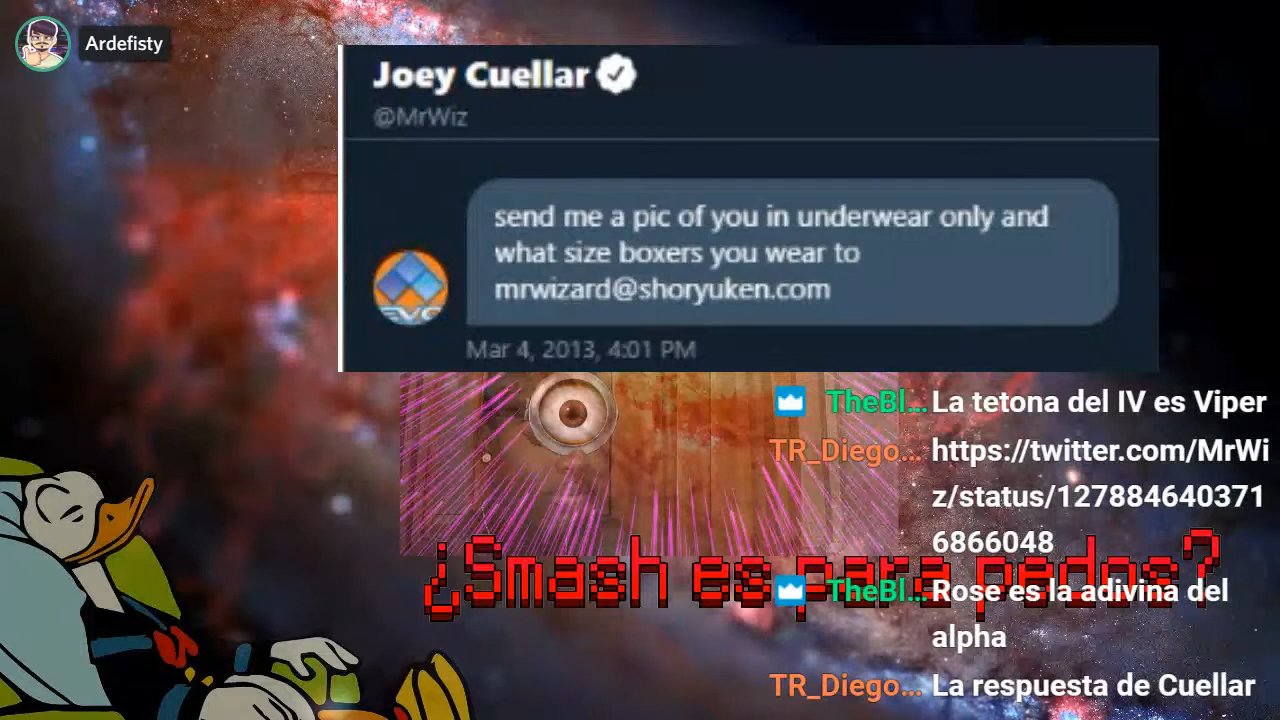 Ardefisty
Joey Cuellar
@MrWiz
send me a pic of you in underwear only and
what size boxers you wear to
mrwizard@shoryuken.com
EVO
Mar 4, 2013, 4:01 PM
TheBl... La tetona del IV es Viper
TR_Diego... https://twitter.com/MrWi
z/status/127884640371
6866048
¿Smash es para pedos?
TheBl... Rose es la adivina del
alpha
TR_Diego... La respuesta de Cuellar